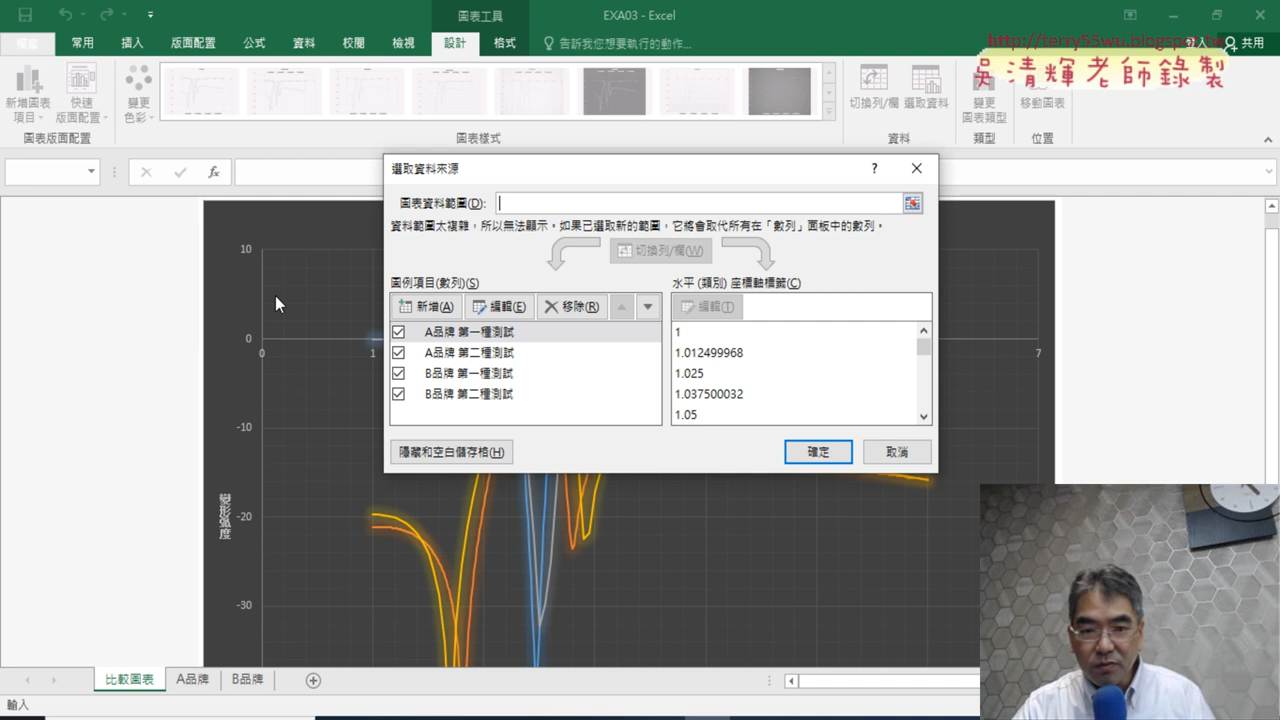 圖表工具
EXA03 - Excel
檔案
常用
插入
版面配置
公式
資料
校閱
檢視
設計
格式
告訴我您想要執行的動作...
登入
共用
http://terry55wu.blogspot.tw
吳清輝老師錄製
新增圖表
項目
快速
版面配置
變更
色彩
切換列/欄
選取資料
變更
圖表類型
移動圖表
圖表版面配置
圖表樣式
資料
類型
位置
fx
選取資料來源
?
圖表資料範圍(D):
資料範圍太複雜，所以無法顯示。如果已選取新的範圍，它將會取代所有在「數列」面板中的數列。
切換列/欄(W)
圖例項目(數列)(S)
水平 (類別) 座標軸標籤(C)
新增(A)
編輯(E)
移除(R)
編輯(T)
A品牌 第一種測試
A品牌 第二種測試
B品牌 第一種測試
B品牌 第二種測試
1
1.012499968
1.025
1.037500032
1.05
隱藏和空白儲存格(H)
確定
取消
10
0
-10
-20
-30
0
1
7
變形弧度
比較圖表
A品牌
B品牌
輸入